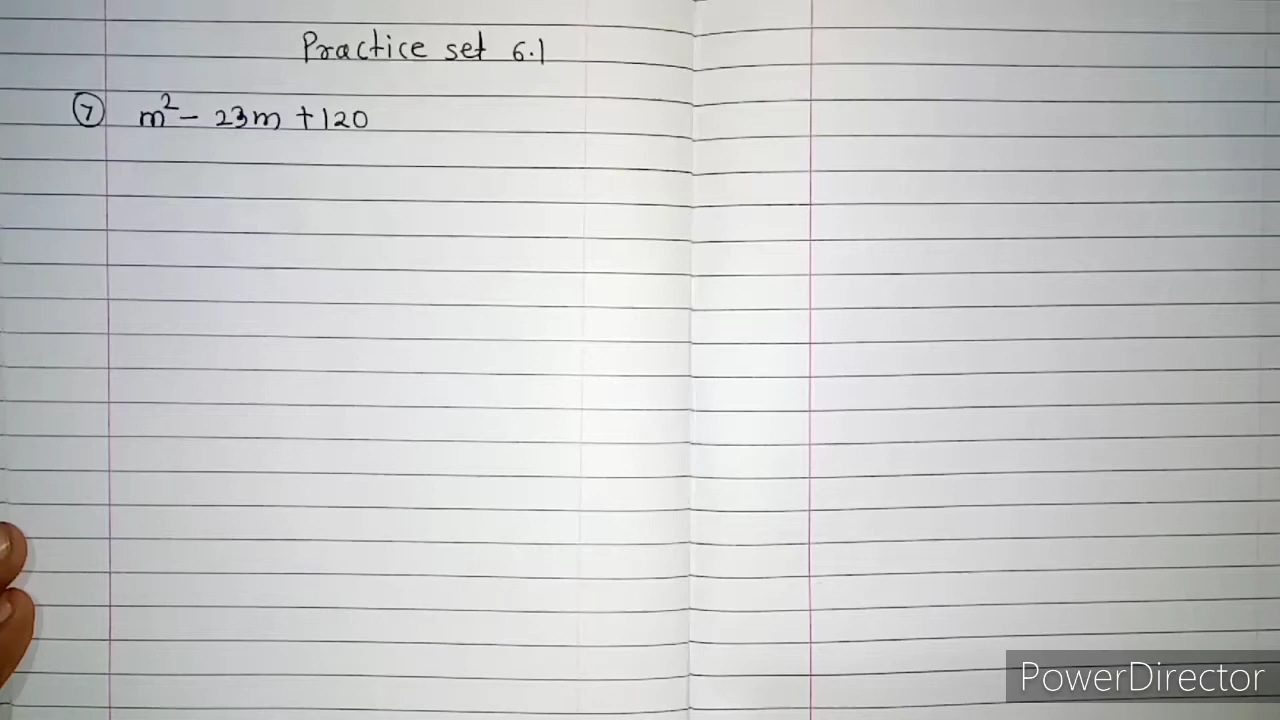 Practice set 6.1
⑦ m² - 23m + 120
PowerDirector